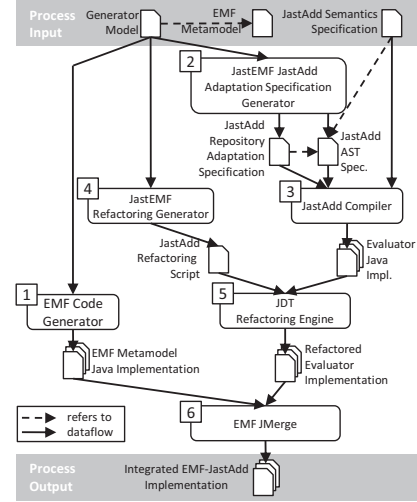 Process
Input
Generator
Model
EMF
Metamodel
JastAdd Semantics
Specification
2
JastEMF JastAdd
Adaptation Specification
Generator
JastAdd
Repository
Adaptation
Specification
JastAdd
AST
Spec.
4
JastEMF
Refactoring Generator
3
JastAdd Compiler
JastAdd
Refactoring
Script
Evaluator
Java
Impl.
1
EMF Code
Generator
5
JDT
Refactoring Engine
EMF Metamodel
Java Implementation
Refactored
Evaluator
Implementation
6
EMF JMerge
refers to
dataflow
Process
Output
Integrated EMF-JastAdd
Implementation